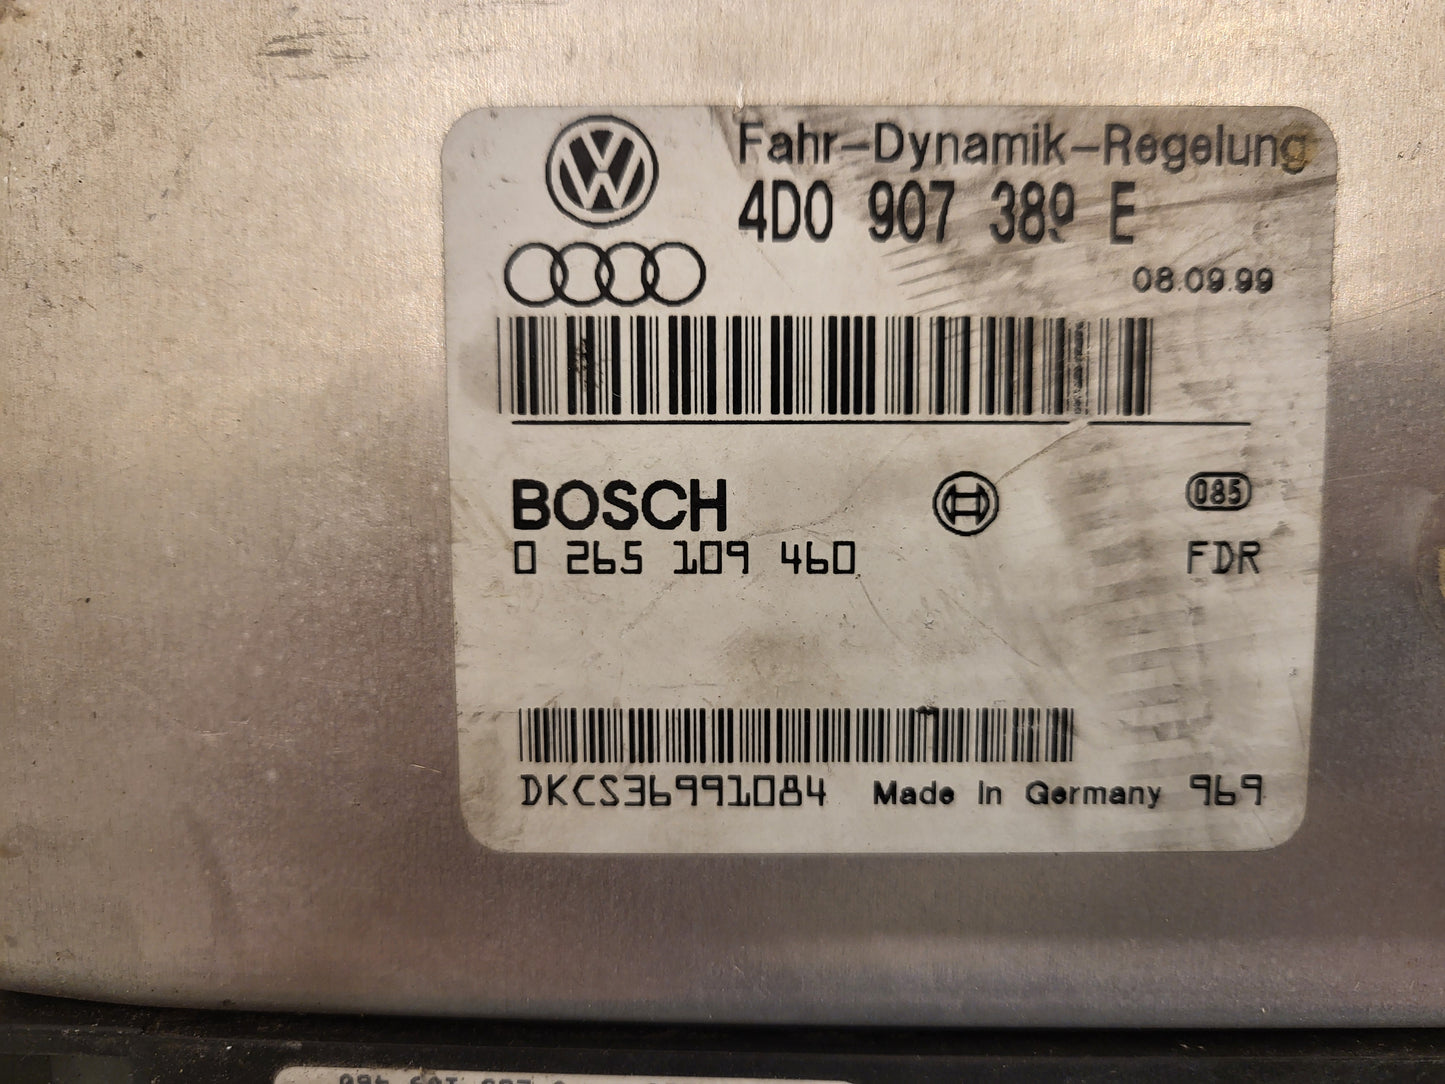 Fahr-Dynamik-Regelung
4D0 907 389 E
08.09.99
BOSCH
085
0 265 109 460
FDR
DKCS36991084 Made In Germany 969